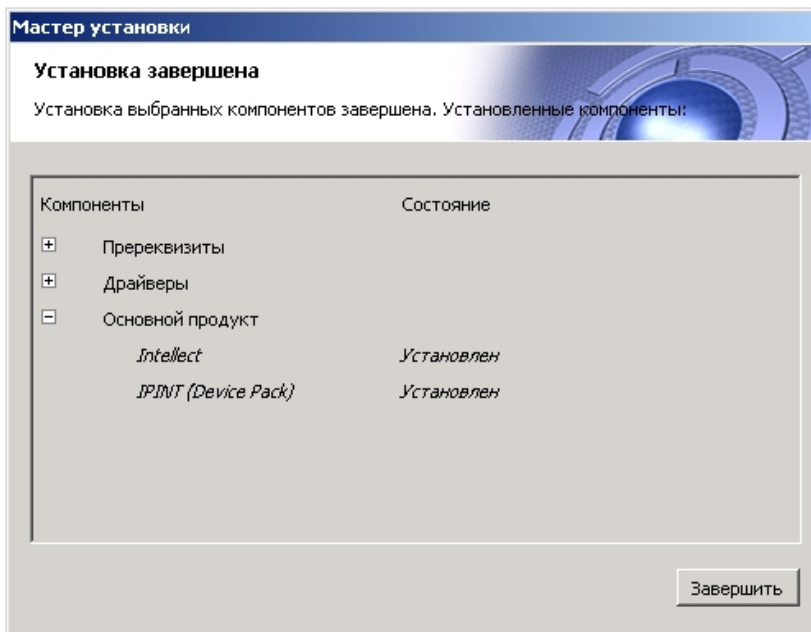 Мастер установки
Установка завершена
Установка выбранных компонентов завершена. Установленные компоненты:
Компоненты Состояние
Пререквизиты
Драйверы
Основной продукт
Intellect Установлен
IPINT (Device Pack) Установлен
Завершить